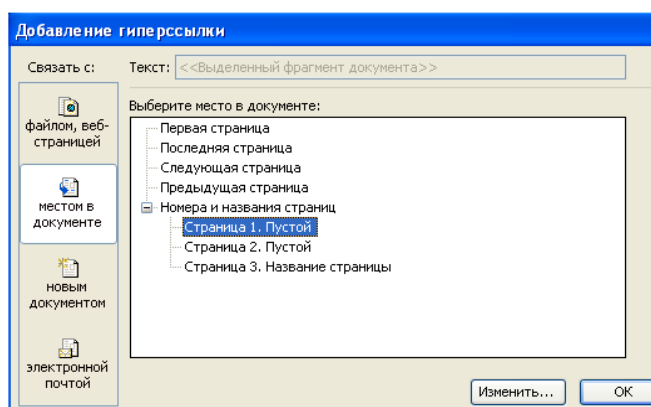 Добавление гиперссылки
Связать с:
Текст: <<Выделенный фрагмент документа>>
файлом, веб-
страницей
местом в
документе
новым
документом
электронной
почтой
Выберите место в документе:
Первая страница
Последняя страница
Следующая страница
Предыдущая страница
Номера и названия страниц
Страница 1. Пустой
Страница 2. Пустой
Страница 3. Название страницы
Изменить...
ОК